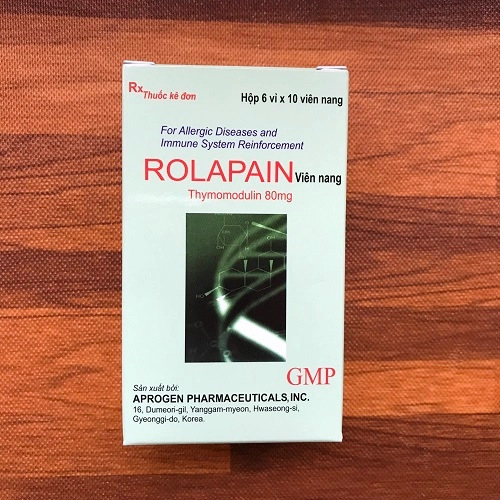 Rx Thuốc kê đơn
Hộp 6 vỉ x 10 viên nang
For Allergic Diseases and
Immune System Reinforcement
ROLAPAIN Viên nang
Thymomodulin 80mg
GMP
Sản xuất bởi:
APROGEN PHARMACEUTICALS,INC.
16, Dumeori-gil, Yanggam-myeon, Hwaseong-si,
Gyeonggi-do, Korea.